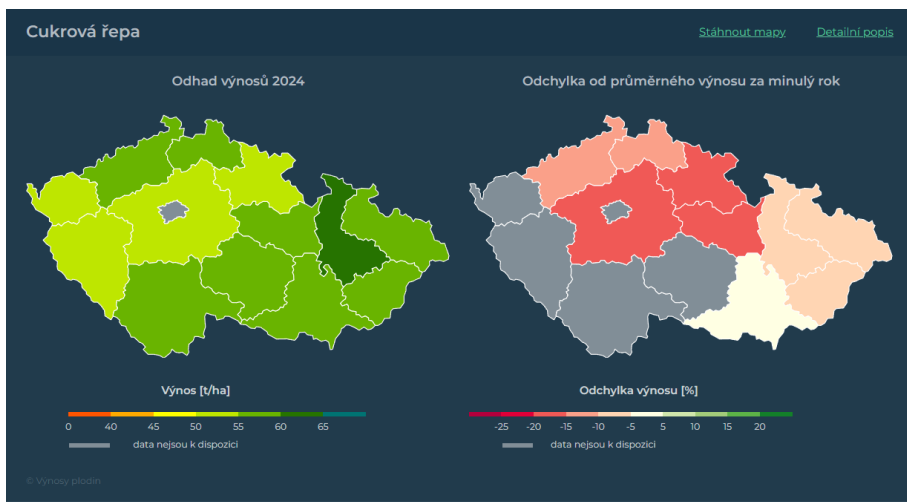 Cukrová řepa
Stáhnout mapy
Detailní popis
Odhad výnosů 2024
Odchylka od průměrného výnosu za minulý rok
Výnos [t/ha]
0 40 45 50 55 60 65
data nejsou k dispozici
Odchylka výnosu [%]
-25 -20 -15 -10 -5 5 10 15 20
data nejsou k dispozici
© Výnosy plodin